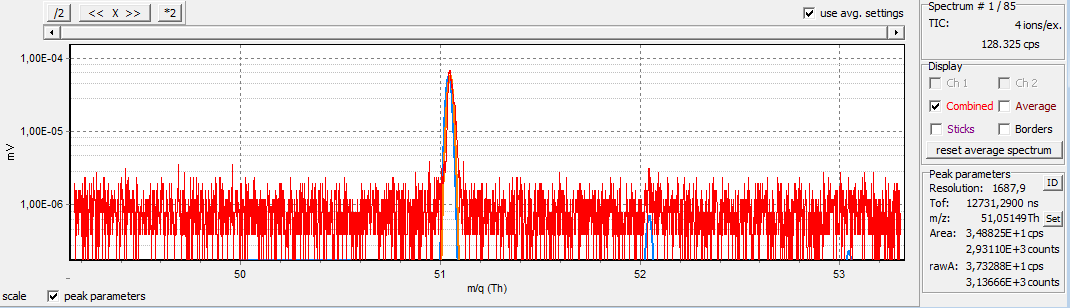 /2
<< X >>
*2
use avg. settings
1,00E-04
1,00E-05
1,00E-06
mV
50
51
52
53
m/q (Th)
scale
peak parameters
Spectrum # 1 / 85
TIC:
4 ions/ex.
128.325 cps
Display
Ch 1
Ch 2
Combined
Average
Sticks
Borders
reset average spectrum
Peak parameters
Resolution: 1687,9
ID
Tof: 12731,2900 ns
m/z: 51,05149Th
Set
Area: 3,48825E+1 cps
2,93110E+3 counts
rawA: 3,73288E+1 cps
3,13666E+3 counts